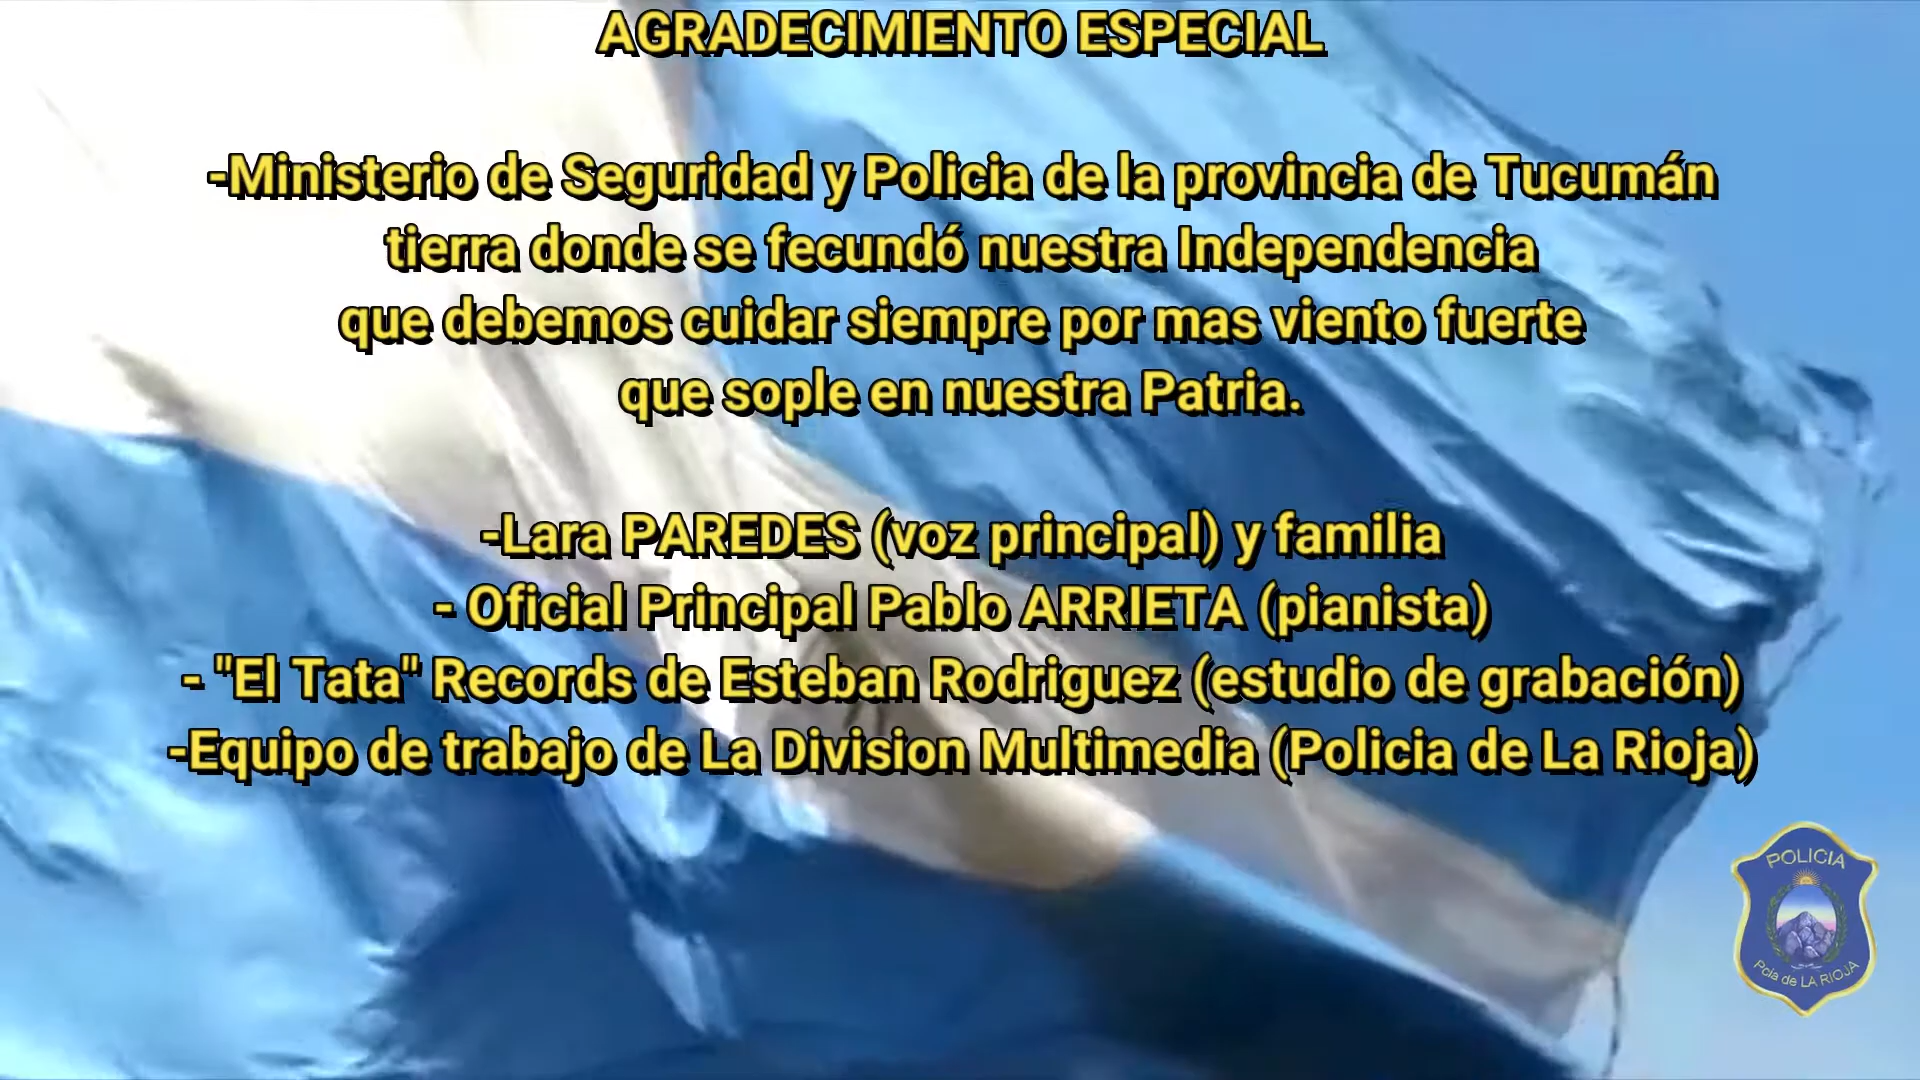 AGRADECIMIENTO ESPECIAL
-Ministerio de Seguridad y Policia de la provincia de Tucumán
tierra donde se fecundó nuestra Independencia
que debemos cuidar siempre por mas viento fuerte
que sople en nuestra Patria.
-Lara PAREDES (voz principal) y familia
- Oficial Principal Pablo ARRIETA (pianista)
- "El Tata" Records de Esteban Rodriguez (estudio de grabación)
-Equipo de trabajo de La Division Multimedia (Policia de La Rioja)
POLICIA
Pcia de LA RIOJA